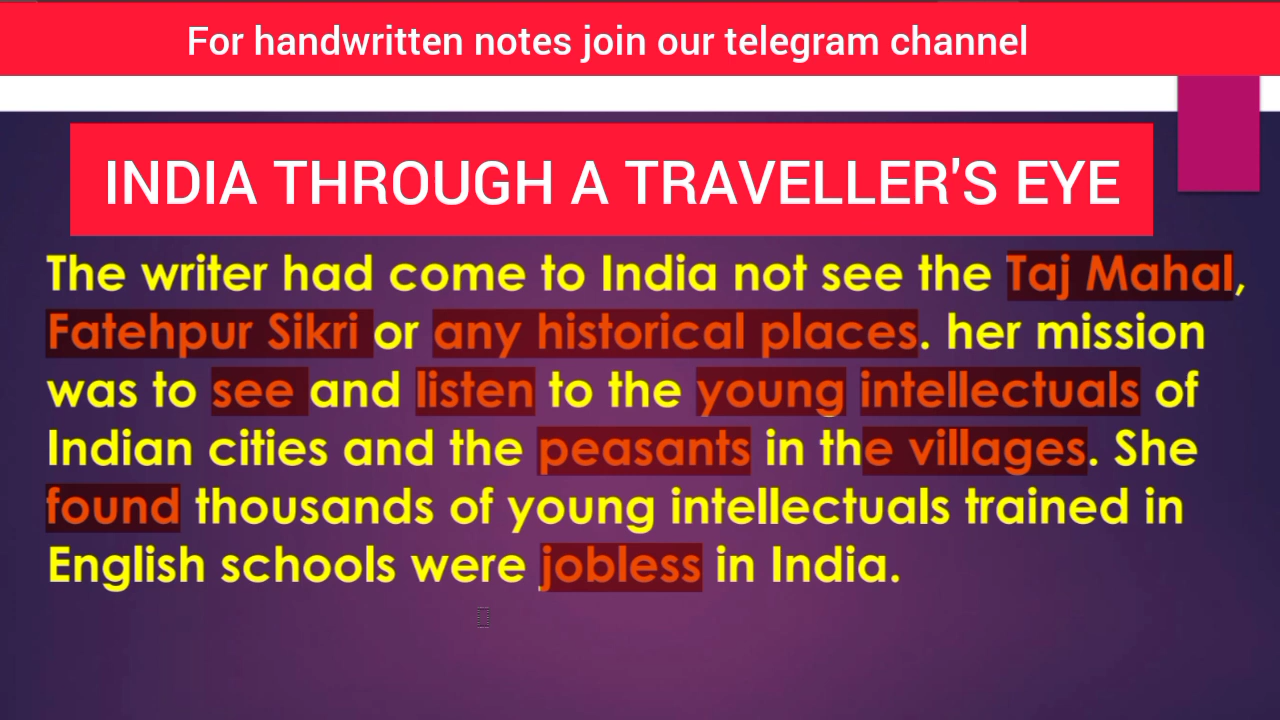 For handwritten notes join our telegram channel
INDIA THROUGH A TRAVELLER'S EYE
The writer had come to India not see the Taj Mahal,
Fatehpur Sikri or any historical places. her mission
was to see and listen to the young intellectuals of
Indian cities and the peasants in the villages. She
found thousands of young intellectuals trained in
English schools were jobless in India.